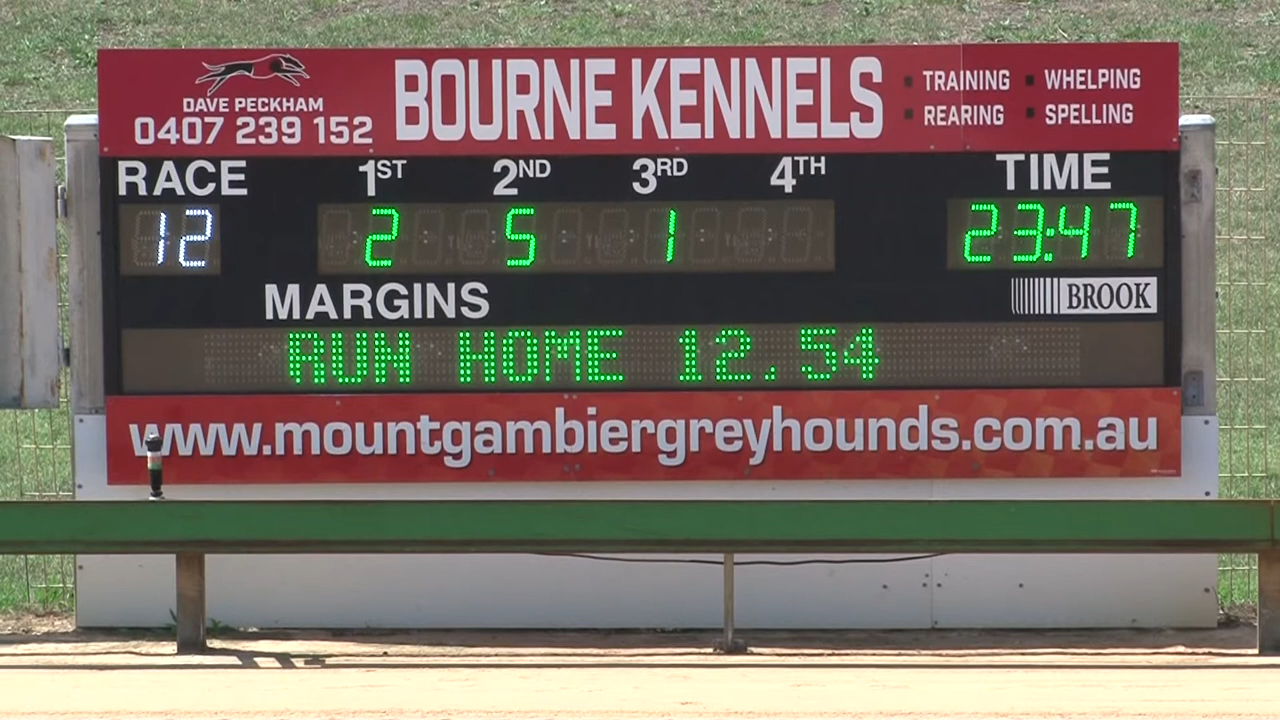 DAVE PECKHAM
0407 239 152
BOURNE KENNELS
▪ TRAINING ▪ WHELPING
▪ REARING ▪ SPELLING
RACE 1ST 2ND 3RD 4TH TIME
12 2 5 1 23:47
MARGINS BROOK
RUN HOME 12.54
www.mountgambiergreyhounds.com.au